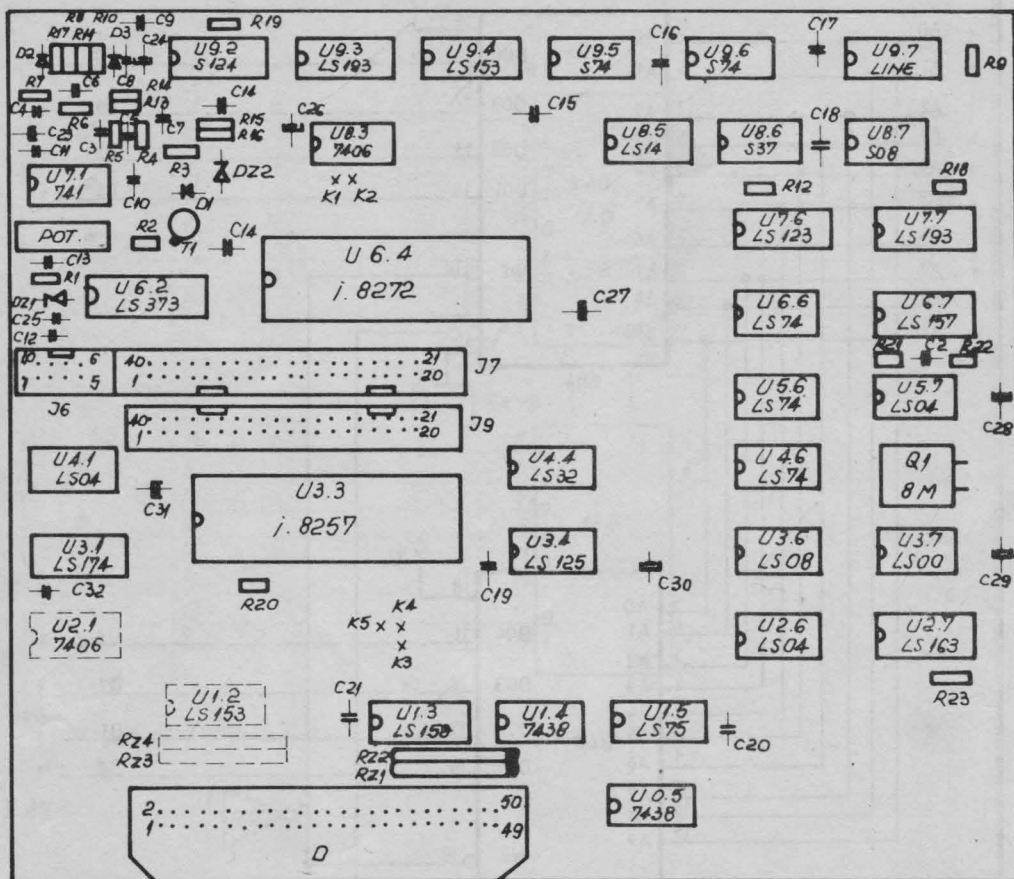 R8 R10 C9
R17 R14 D3 C24 R19
D2
U9.2 S124
U9.3 LS193
U9.4 LS153
U9.5 S74
C16
U9.6 S74
C17
U9.7 LINE
R9
R7 C6 C8 R14
C4 R13 C14
R6 C7 R15
C23 C3 R16 C26
C11 R5 R4
R3
U8.3 7406
C15
U8.5 LS14
U8.6 S37
C18
U8.7 S08
K1 K2
U7.1 741
C10 D1 DZ2
R12 R18
POT. R2 T1 C14
U7.6 LS123
U7.7 LS193
C13
R1
DZ1
C25
C12
U6.2 LS373
U6.4 i.8272
C27
U6.6 LS74
U6.7 LS157
R21 C2 R22
10 6 40 21 J7
1 5 1 20
J6
40 21 J9
1 20
U5.6 LS74
U5.7 LS04
C28
U4.1 LS04
C31
U3.3 i.8257
U4.4 LS32
U4.6 LS74
Q1 8M
U3.1 LS174
C32
R20
C19
U3.4 LS125
C30
U3.6 LS08
U3.7 LS00
C29
U2.1 7406
K5 K4
K3
U2.6 LS04
U2.7 LS163
R23
U1.2 LS153
C21
U1.3 LS158
U1.4 7438
U1.5 LS75
C20
RZ4 RZ2
RZ3 RZ1
2 50
1 49
D
U0.5 7438